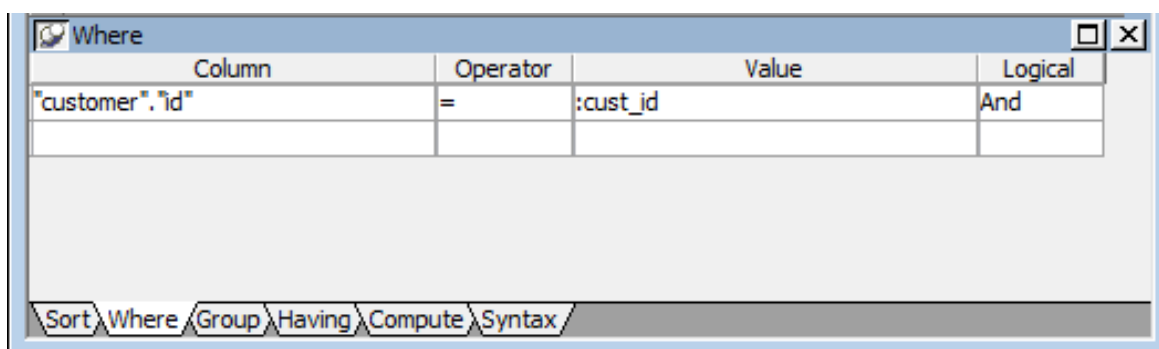 Where
Column Operator Value Logical
"customer"."id" = :cust_id And
Sort Where Group Having Compute Syntax